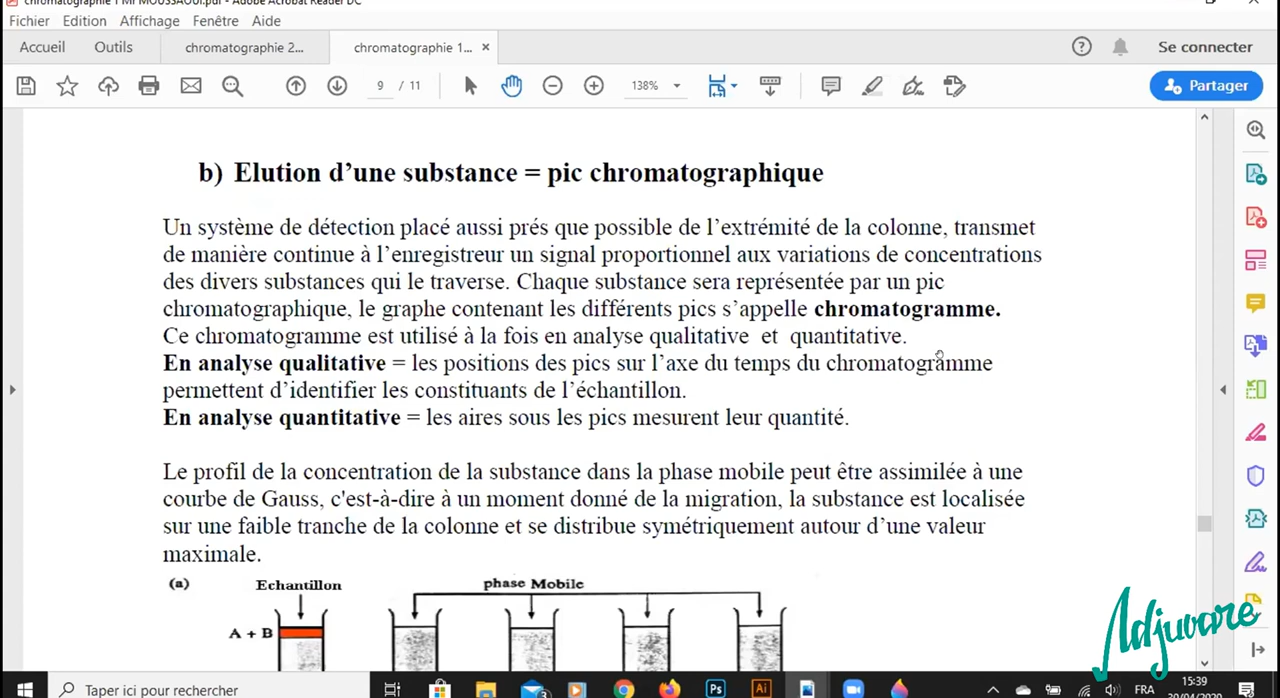 chromatographie 1 Mr MOUSSAOUI.pdf - Adobe Acrobat Reader DC
Fichier Edition Affichage Fenêtre Aide
Accueil Outils chromatographie 2... chromatographie 1... ×
Se connecter
9 / 11 138% Partager
b) Elution d’une substance = pic chromatographique
Un système de détection placé aussi prés que possible de l’extrémité de la colonne, transmet
de manière continue à l’enregistreur un signal proportionnel aux variations de concentrations
des divers substances qui le traverse. Chaque substance sera représentée par un pic
chromatographique, le graphe contenant les différents pics s’appelle chromatogramme.
Ce chromatogramme est utilisé à la fois en analyse qualitative et quantitative.
En analyse qualitative = les positions des pics sur l’axe du temps du chromatogramme
permettent d’identifier les constituants de l’échantillon.
En analyse quantitative = les aires sous les pics mesurent leur quantité.
Le profil de la concentration de la substance dans la phase mobile peut être assimilée à une
courbe de Gauss, c'est-à-dire à un moment donné de la migration, la substance est localisée
sur une faible tranche de la colonne et se distribue symétriquement autour d’une valeur
maximale.
(a) Echantillon phase Mobile
A + B
Adjuvare
Taper ici pour rechercher
3
Ps
Ai
FRA
15:39
30/04/2020